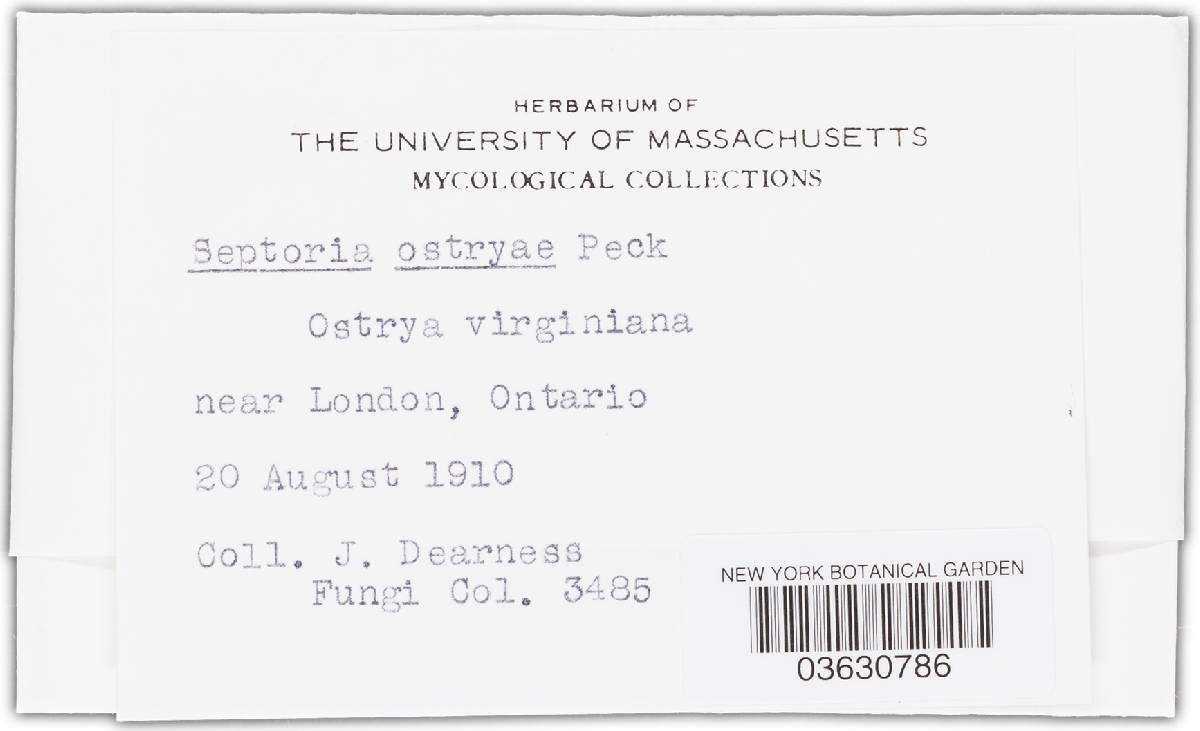 HERBARIUM OF
THE UNIVERSITY OF MASSACHUSETTS
MYCOLOGICAL COLLECTIONS
Septoria ostryae Peck
Ostrya virginiana
near London, Ontario
20 August 1910
Coll. J. Dearness
Fungi Col. 3485
NEW YORK BOTANICAL GARDEN
03630786